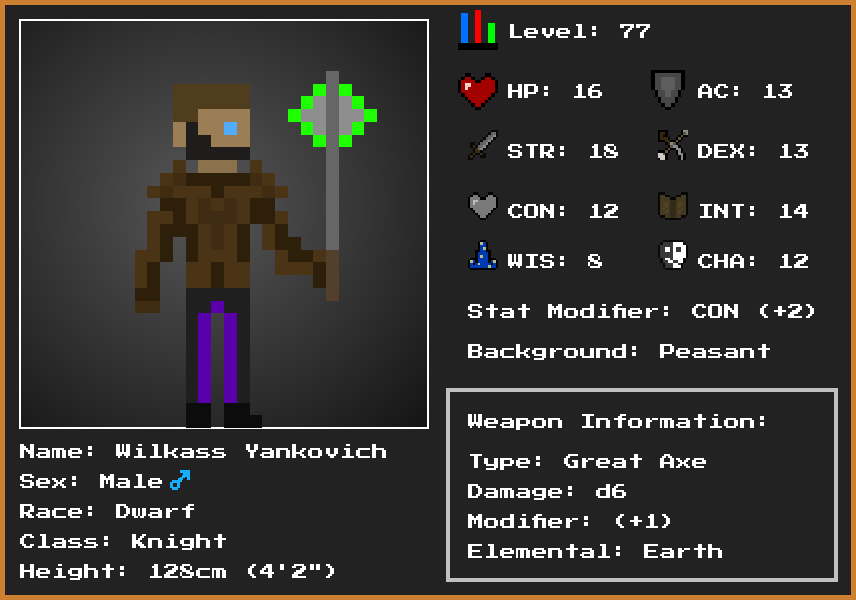 Level: 77
HP: 16
AC: 13
STR: 18
DEX: 13
CON: 12
INT: 14
WIS: 8
CHA: 12
Stat Modifier: CON (+2)
Background: Peasant
Weapon Information:
Type: Great Axe
Damage: d6
Modifier: (+1)
Elemental: Earth
Name: Wilkass Yankovich
Sex: Male ♂
Race: Dwarf
Class: Knight
Height: 128cm (4'2")